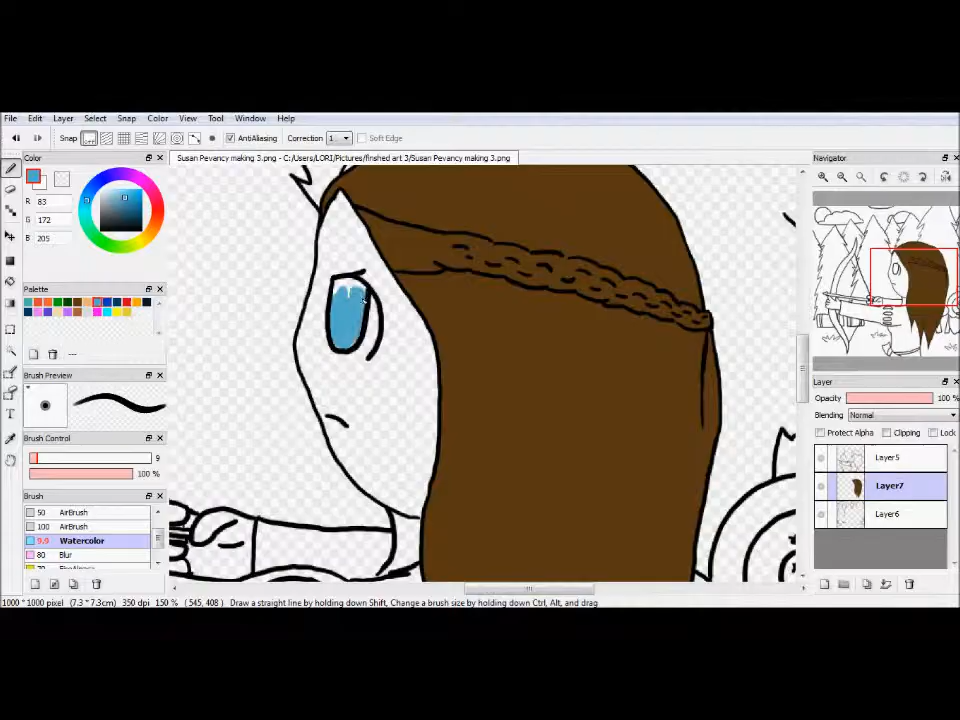 File Edit Layer Select Snap Color View Tool Window Help
Snap AntiAliasing Correction 1 Soft Edge
Color
Susan Pevancy making 3.png - C:/Users/LORI/Pictures/finshed art 3/Susan Pevancy making 3.png
Navigator
R 83
G 172
B 205
Palette
---
Brush Preview
Brush Control
9
100 %
Brush
50 AirBrush
100 AirBrush
9.9 Watercolor
80 Blur
Layer
Opacity 100 %
Blending Normal
Protect Alpha Clipping Lock
Layer5
Layer7
Layer6
1000 * 1000 pixel (7.3 * 7.3cm) 350 dpi 150 % (545, 408) Draw a straight line by holding down Shift, Change a brush size by holding down Ctrl, Alt, and drag